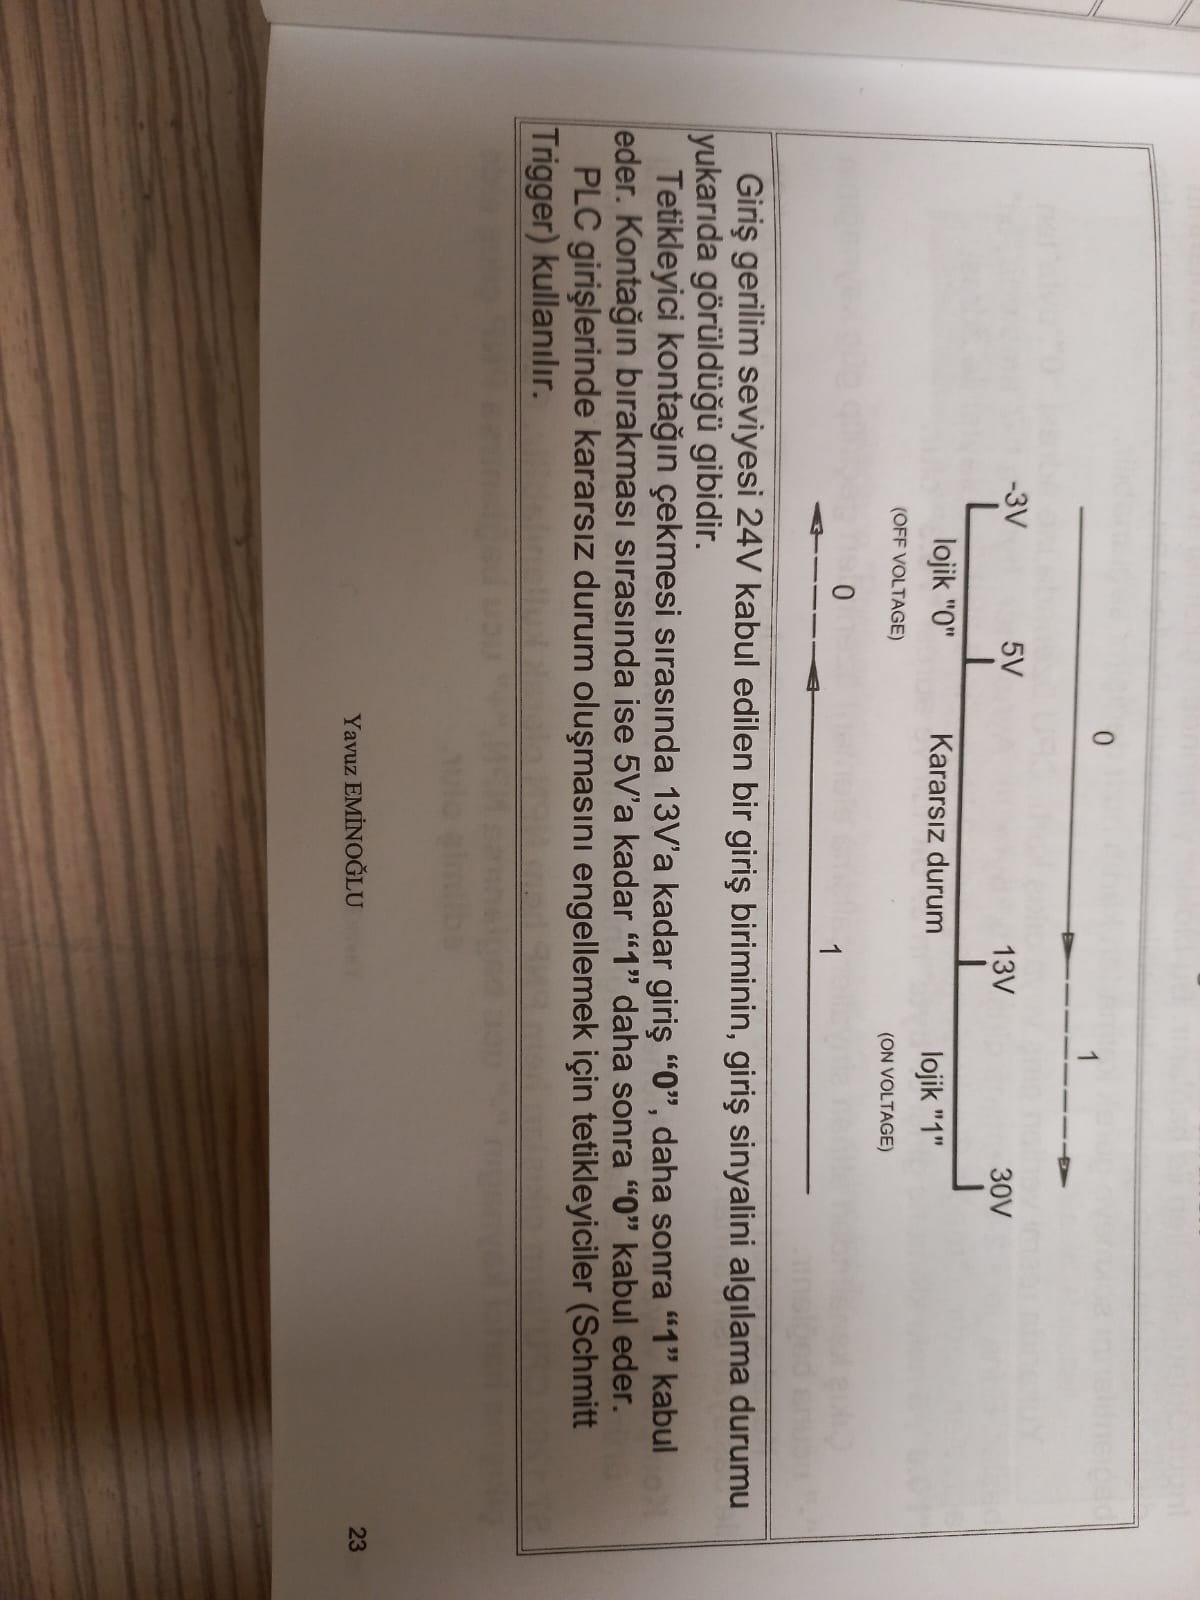 0 1
-3V 5V 13V 30V
lojik "0" Kararsız durum lojik "1"
(OFF VOLTAGE) (ON VOLTAGE)
0 1
Giriş gerilim seviyesi 24V kabul edilen bir giriş biriminin, giriş sinyalini algılama durumu
yukarıda görüldüğü gibidir.
Tetikleyici kontağın çekmesi sırasında 13V’a kadar giriş “0”, daha sonra “1” kabul
eder. Kontağın bırakması sırasında ise 5V’a kadar “1” daha sonra “0” kabul eder.
PLC girişlerinde kararsız durum oluşmasını engellemek için tetikleyiciler (Schmitt
Trigger) kullanılır.
Yavuz EMİNOĞLU 23